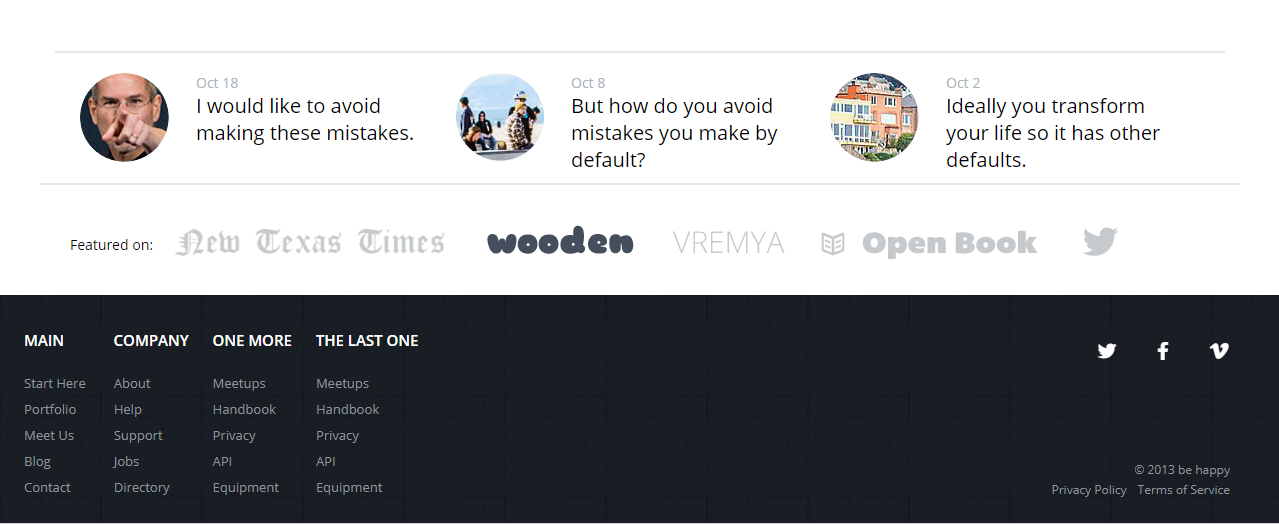 Oct 18
I would like to avoid
making these mistakes.
Oct 8
But how do you avoid
mistakes you make by
default?
Oct 2
Ideally you transform
your life so it has other
defaults.
Featured on:
New Texas Times
wooden
VREMYA
Open Book
MAIN
Start Here
Portfolio
Meet Us
Blog
Contact
COMPANY
About
Help
Support
Jobs
Directory
ONE MORE
Meetups
Handbook
Privacy
API
Equipment
THE LAST ONE
Meetups
Handbook
Privacy
API
Equipment
© 2013 be happy
Privacy Policy Terms of Service